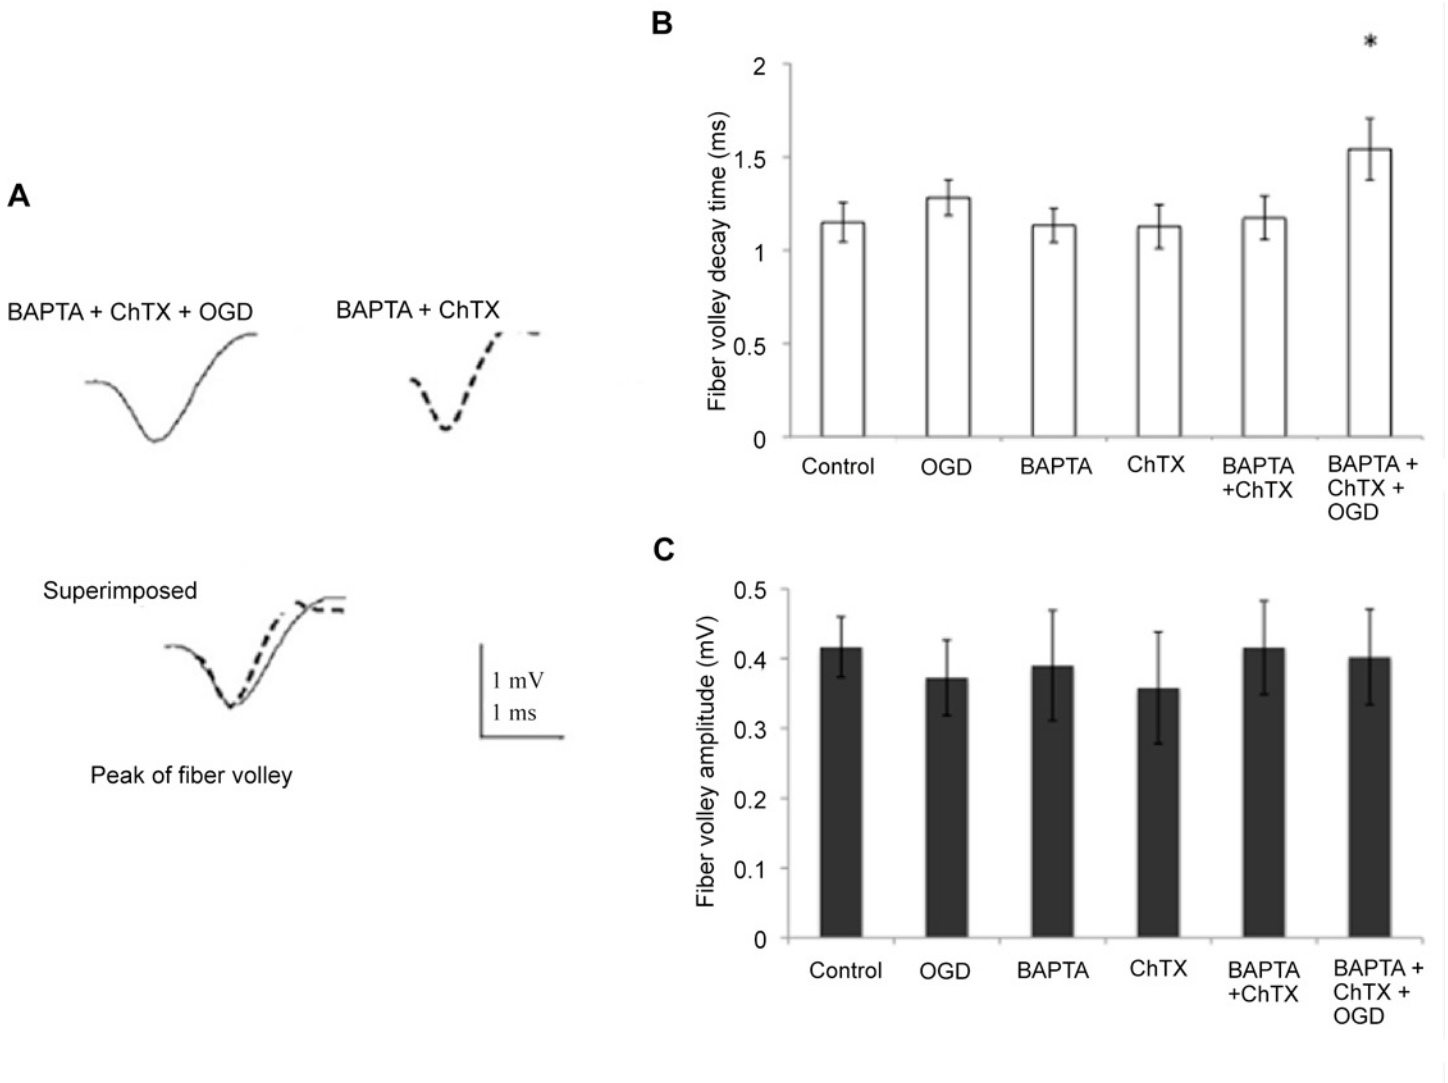 A
BAPTA + ChTX + OGD
BAPTA + ChTX
Superimposed
1 mV
1 ms
Peak of fiber volley
B
*
Fiber volley decay time (ms)
2
1.5
1
0.5
0
Control
OGD
BAPTA
ChTX
BAPTA
+ChTX
BAPTA +
ChTX +
OGD
C
Fiber volley amplitude (mV)
0.5
0.4
0.3
0.2
0.1
0
Control
OGD
BAPTA
ChTX
BAPTA
+ChTX
BAPTA +
ChTX +
OGD